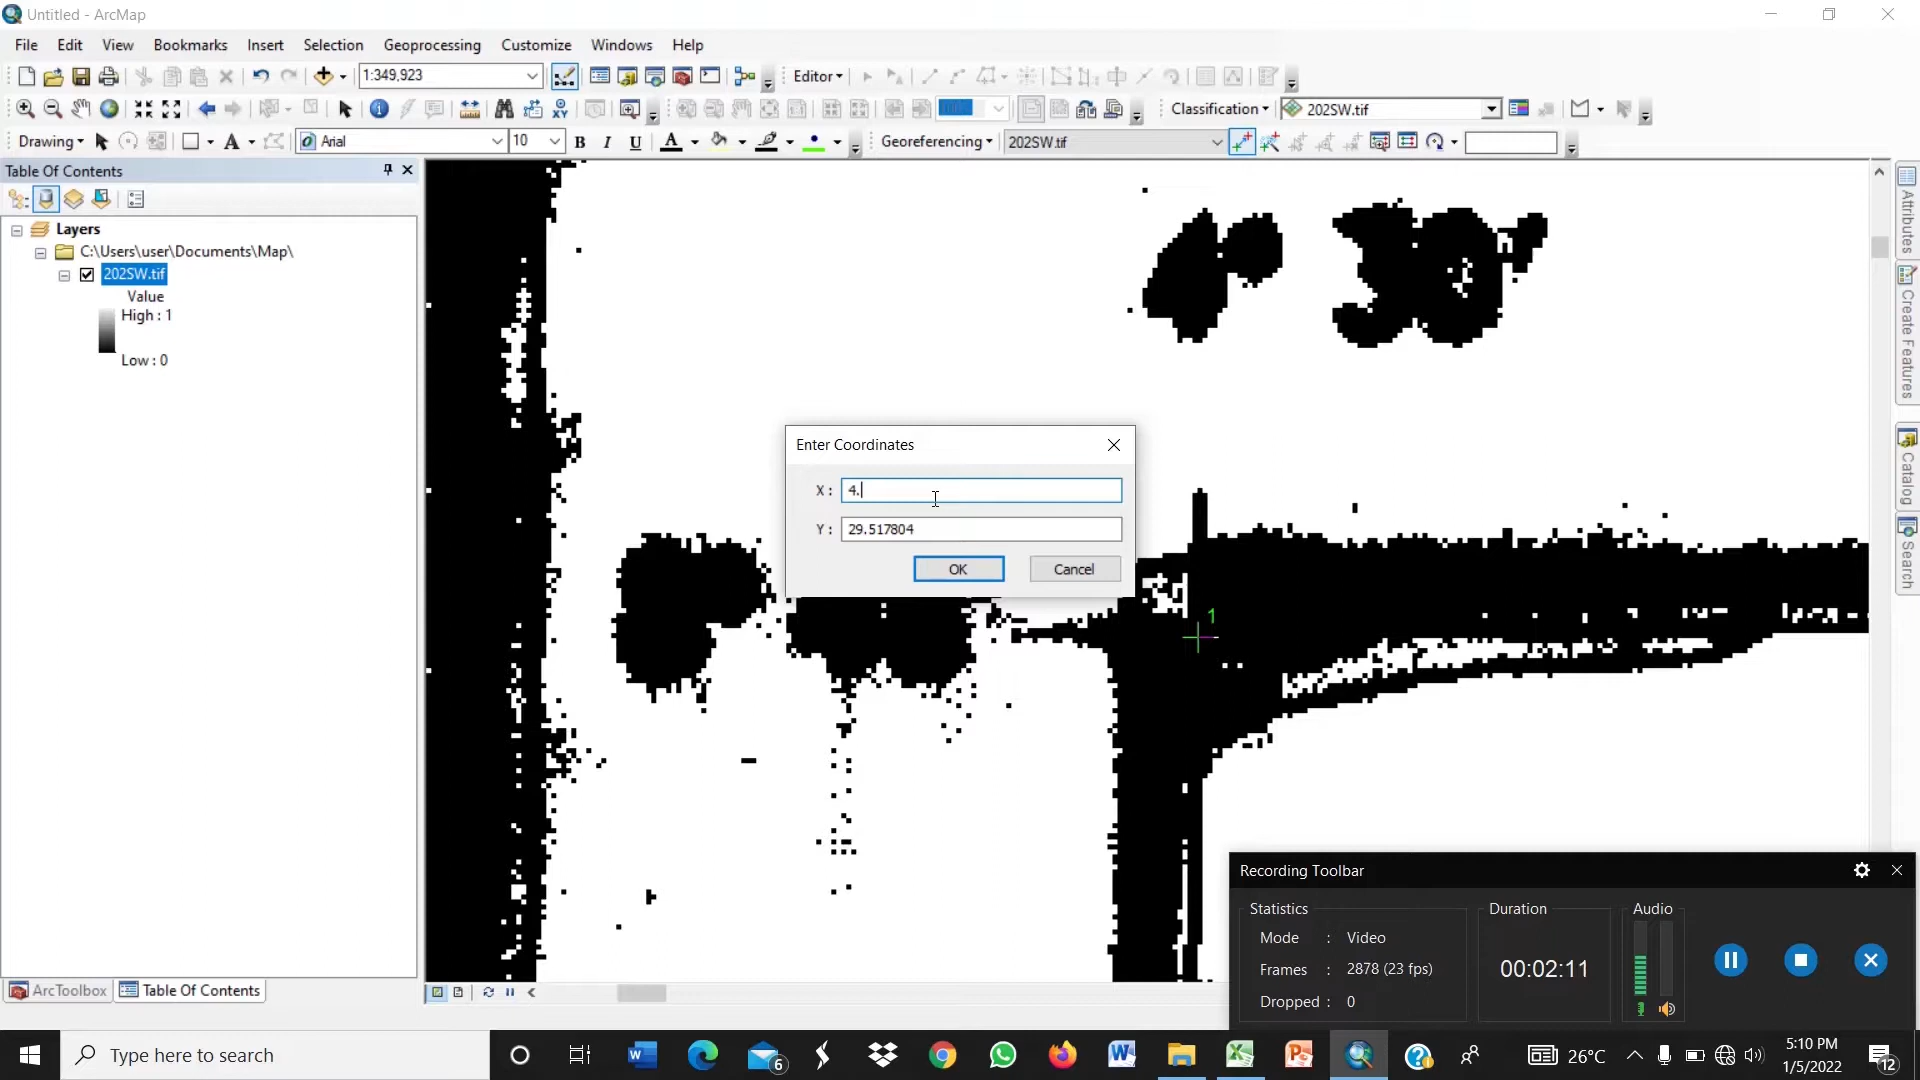 Untitled - ArcMap
File Edit View Bookmarks Insert Selection Geoprocessing Customize Windows Help
1:349,923 Editor
Classification 202SW.tif
Drawing A Arial 10 B I U A Georeferencing 202SW.tif
Table Of Contents
Layers
C:\Users\user\Documents\Map\
202SW.tif
Value
High : 1
Low : 0
30
Enter Coordinates
X : 4.
Y : 29.517804
OK Cancel
1
Attributes
Create Features
Catalog
Search
Recording Toolbar
Statistics Duration Audio
Mode : Video
Frames : 2878 (23 fps)
Dropped : 0
00:02:11
ArcToolbox Table Of Contents
Type here to search
6
26°C
5:10 PM
1/5/2022
12